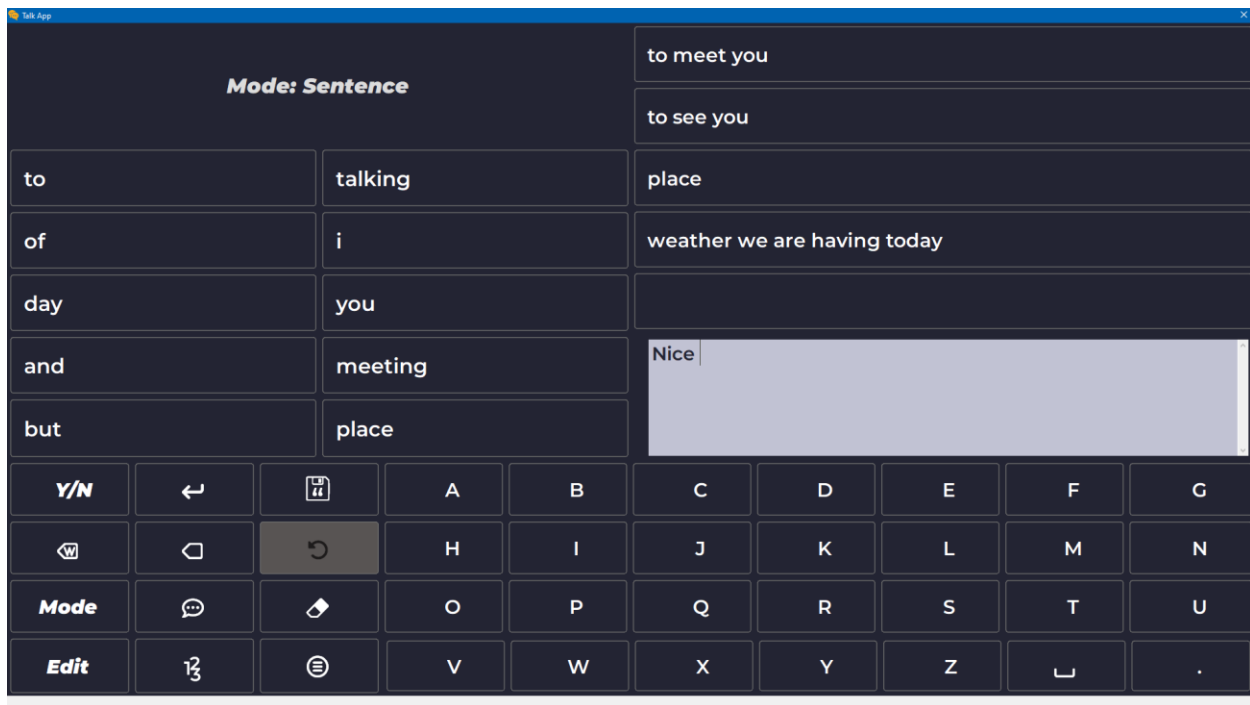 Talk App
Mode: Sentence
to meet you
to see you
to talking place
of i weather we are having today
day you
and meeting Nice
but place
Y/N A B C D E F G
W H I J K L M N
Mode O P Q R S T U
Edit 123 V W X Y Z .